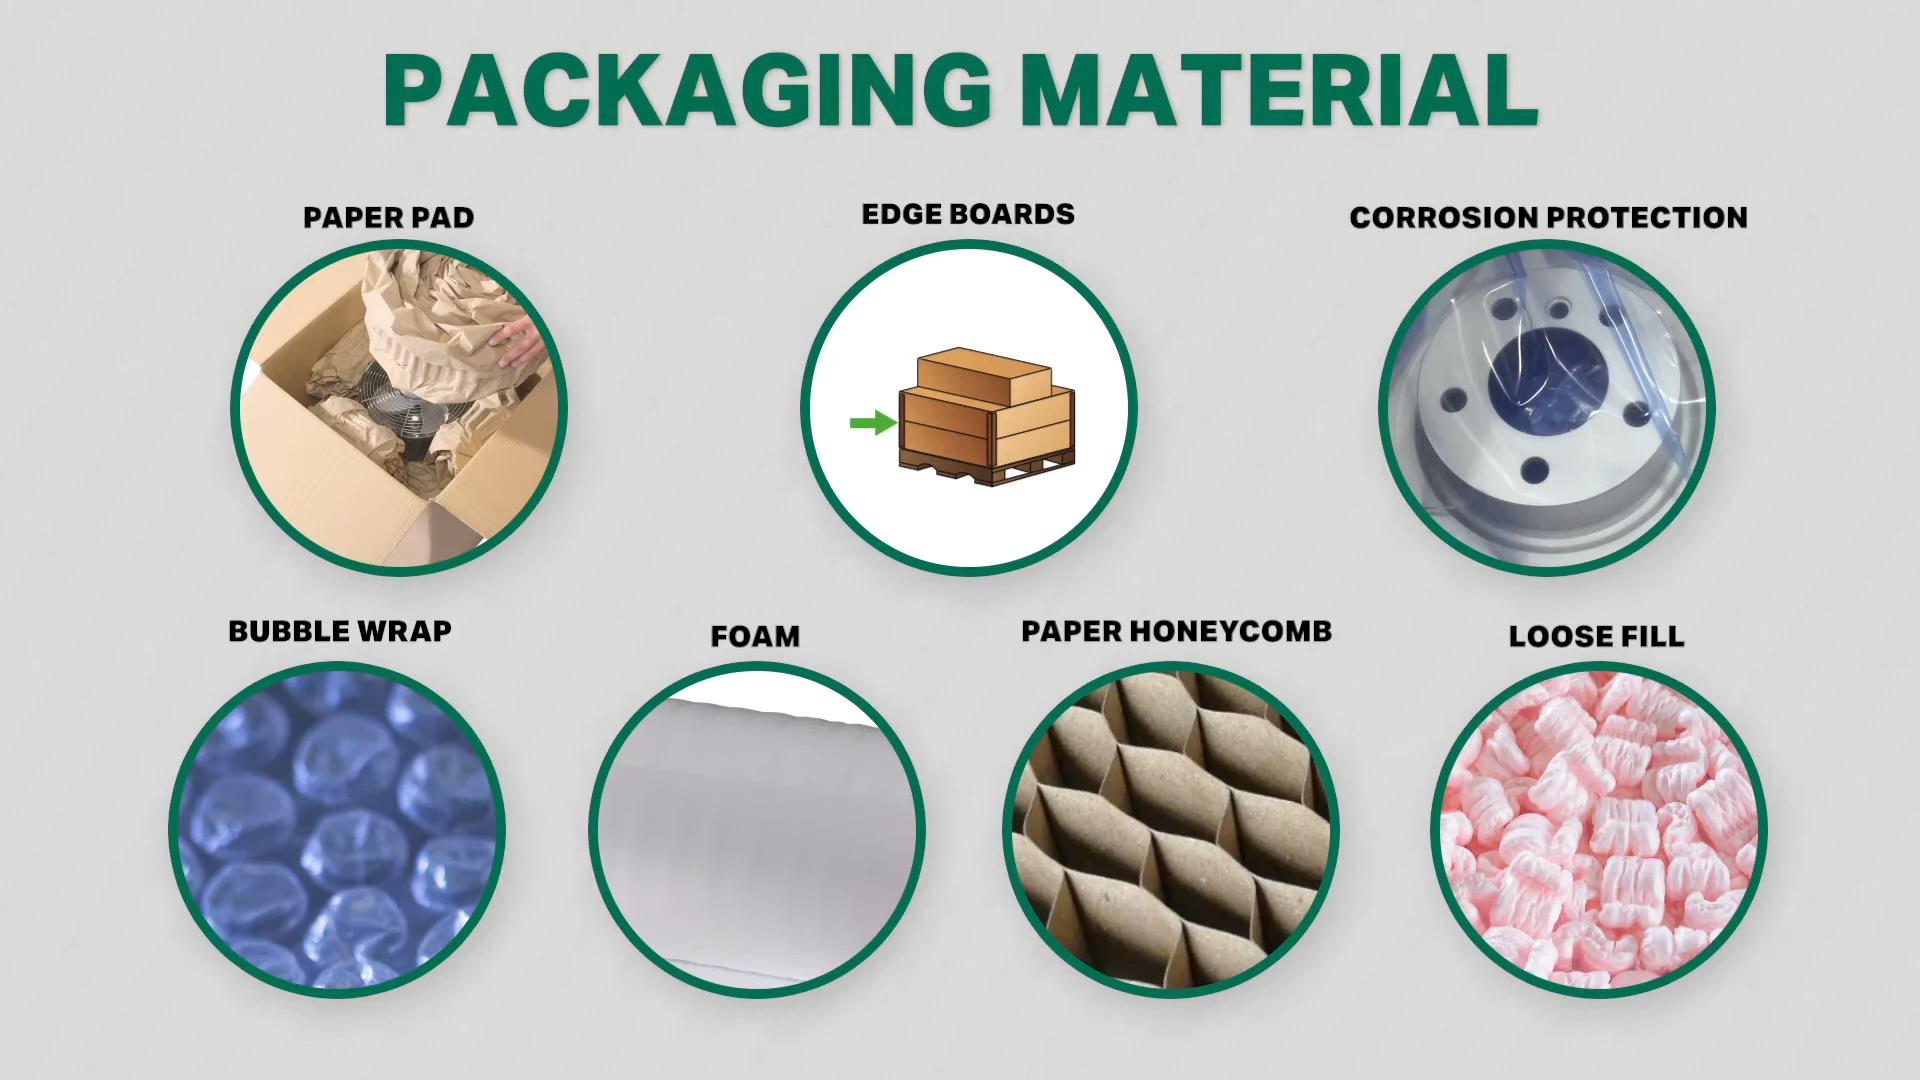 PACKAGING MATERIAL
PAPER PAD
EDGE BOARDS
CORROSION PROTECTION
BUBBLE WRAP
FOAM
PAPER HONEYCOMB
LOOSE FILL